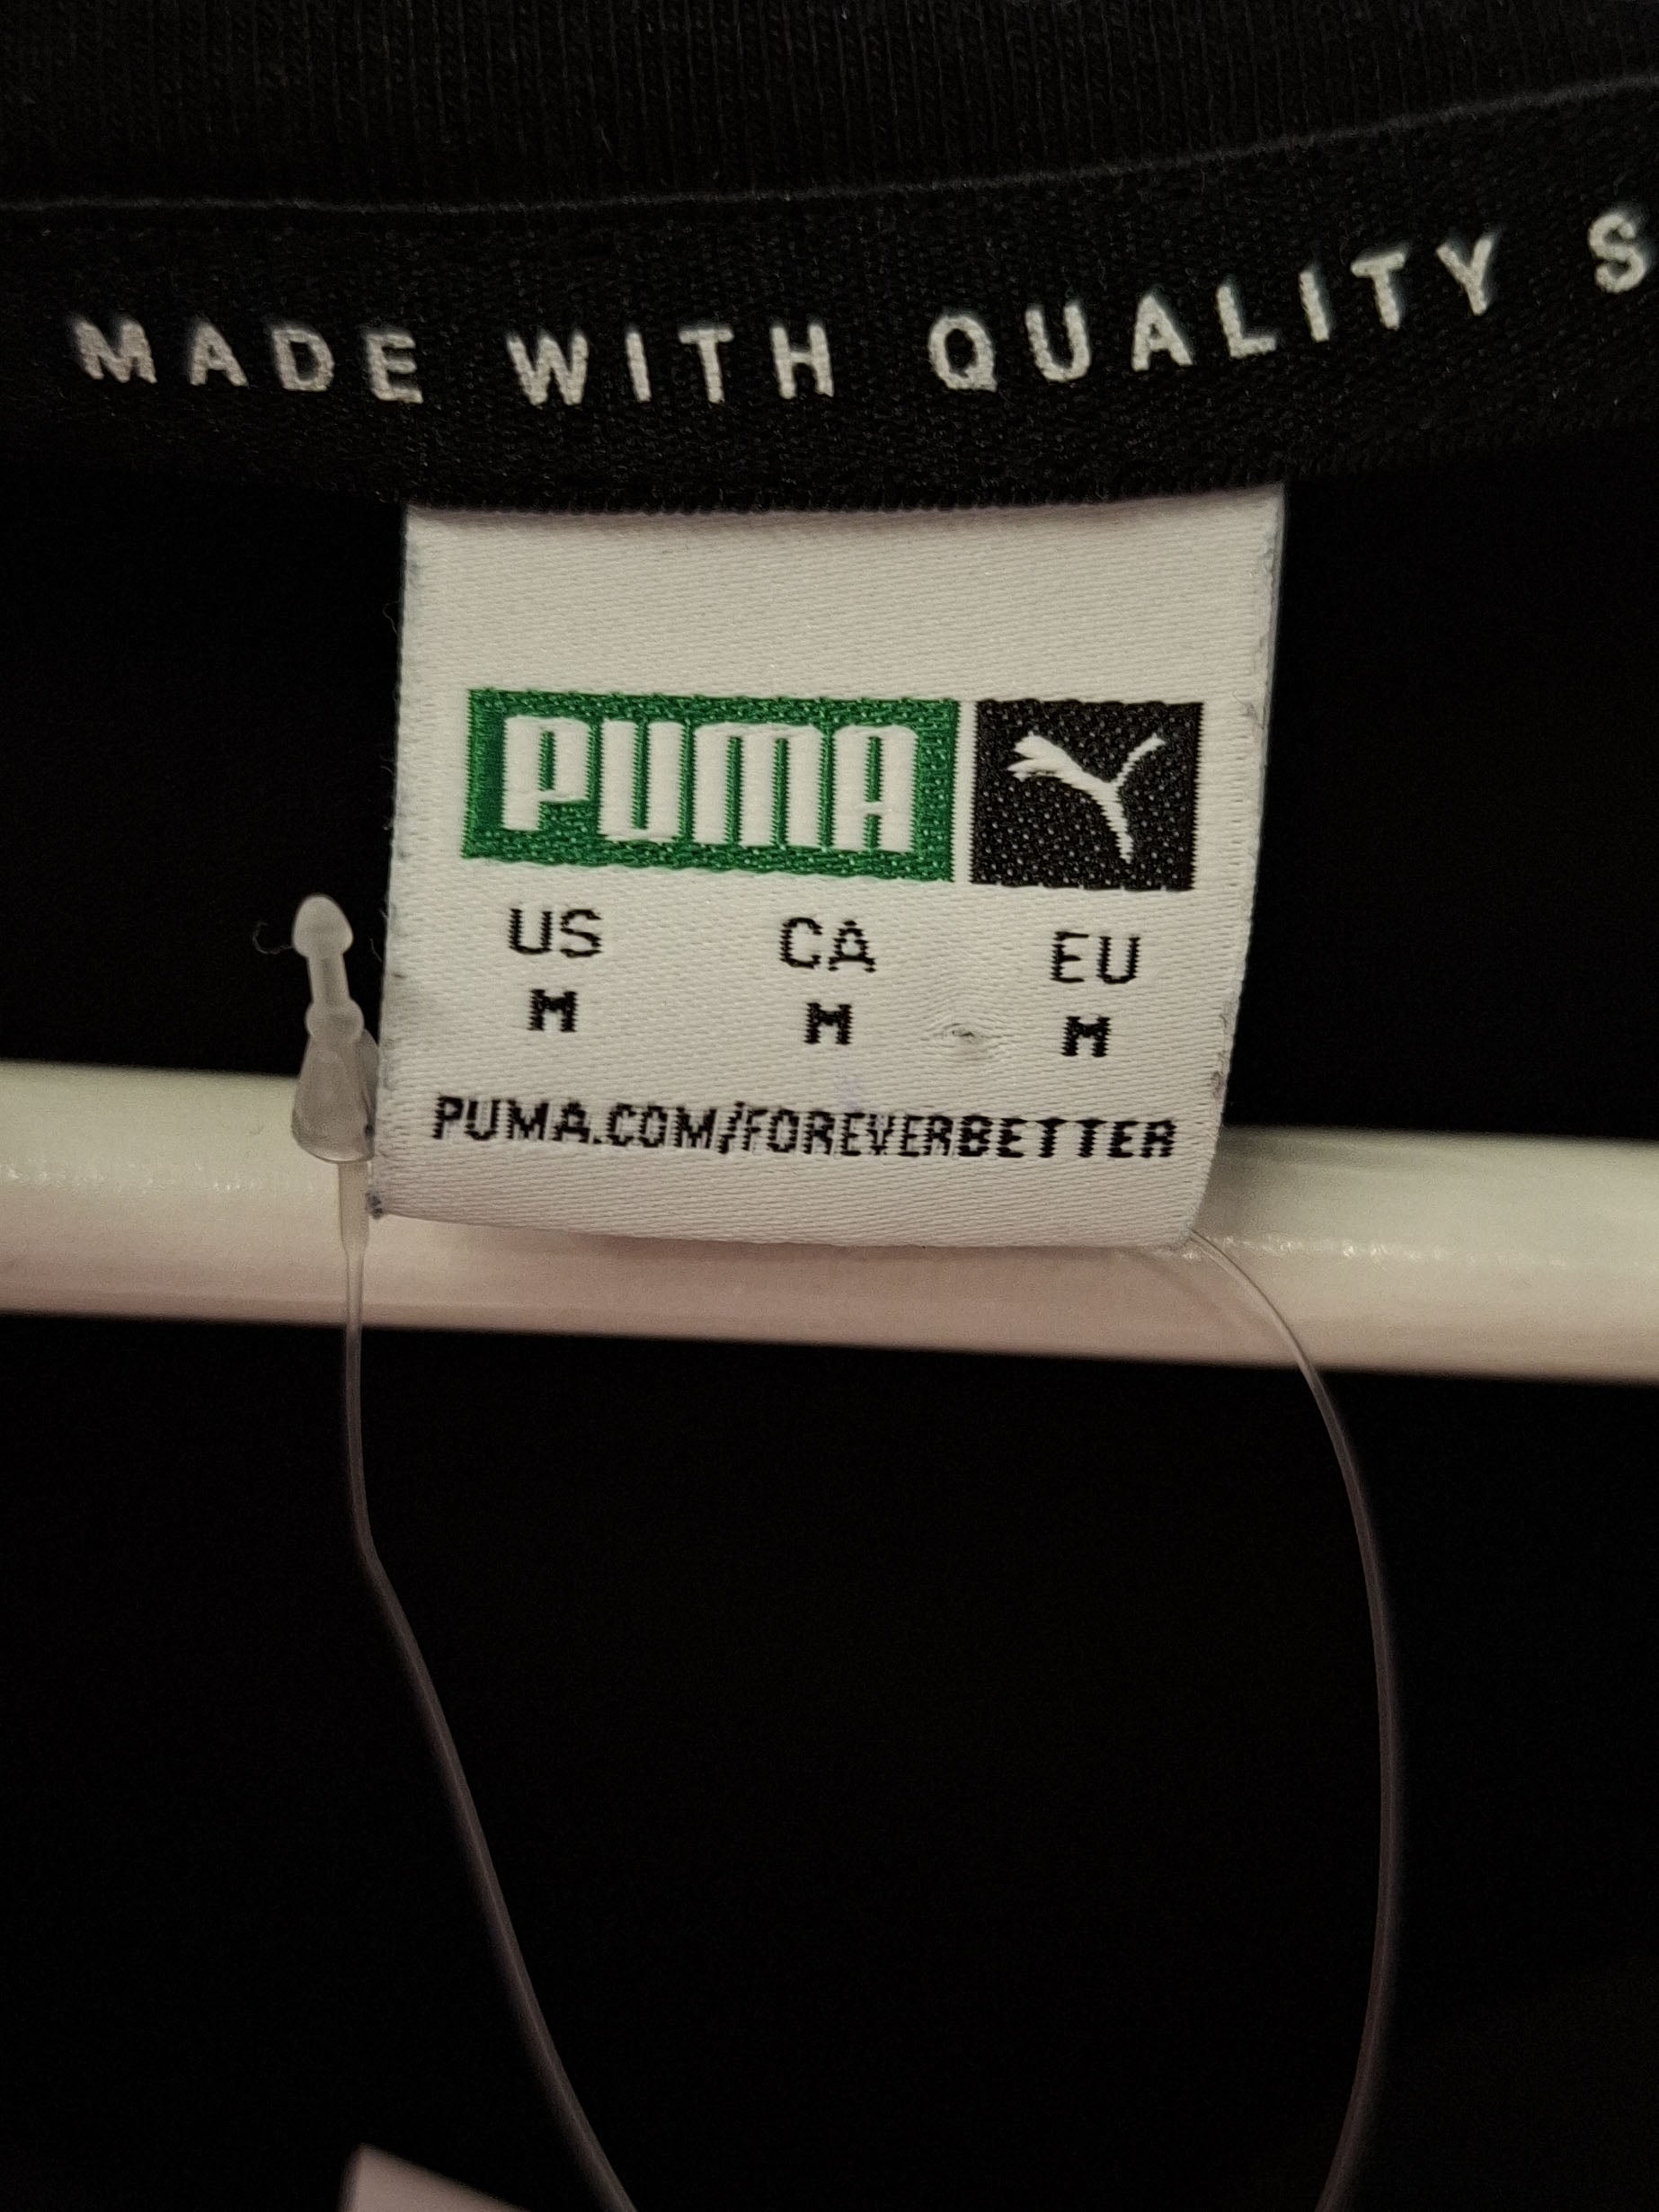 MADE WITH QUALITY S
PUMA
US CA EU
M M M
PUMA.COM/FOREVERBETTER